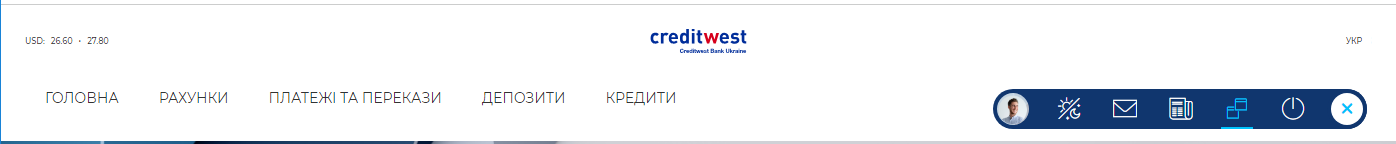 USD: 26.60 • 27.80
creditwest
Creditwest Bank Ukraine
УКР
ГОЛОВНА РАХУНКИ ПЛАТЕЖІ ТА ПЕРЕКАЗИ ДЕПОЗИТИ КРЕДИТИ